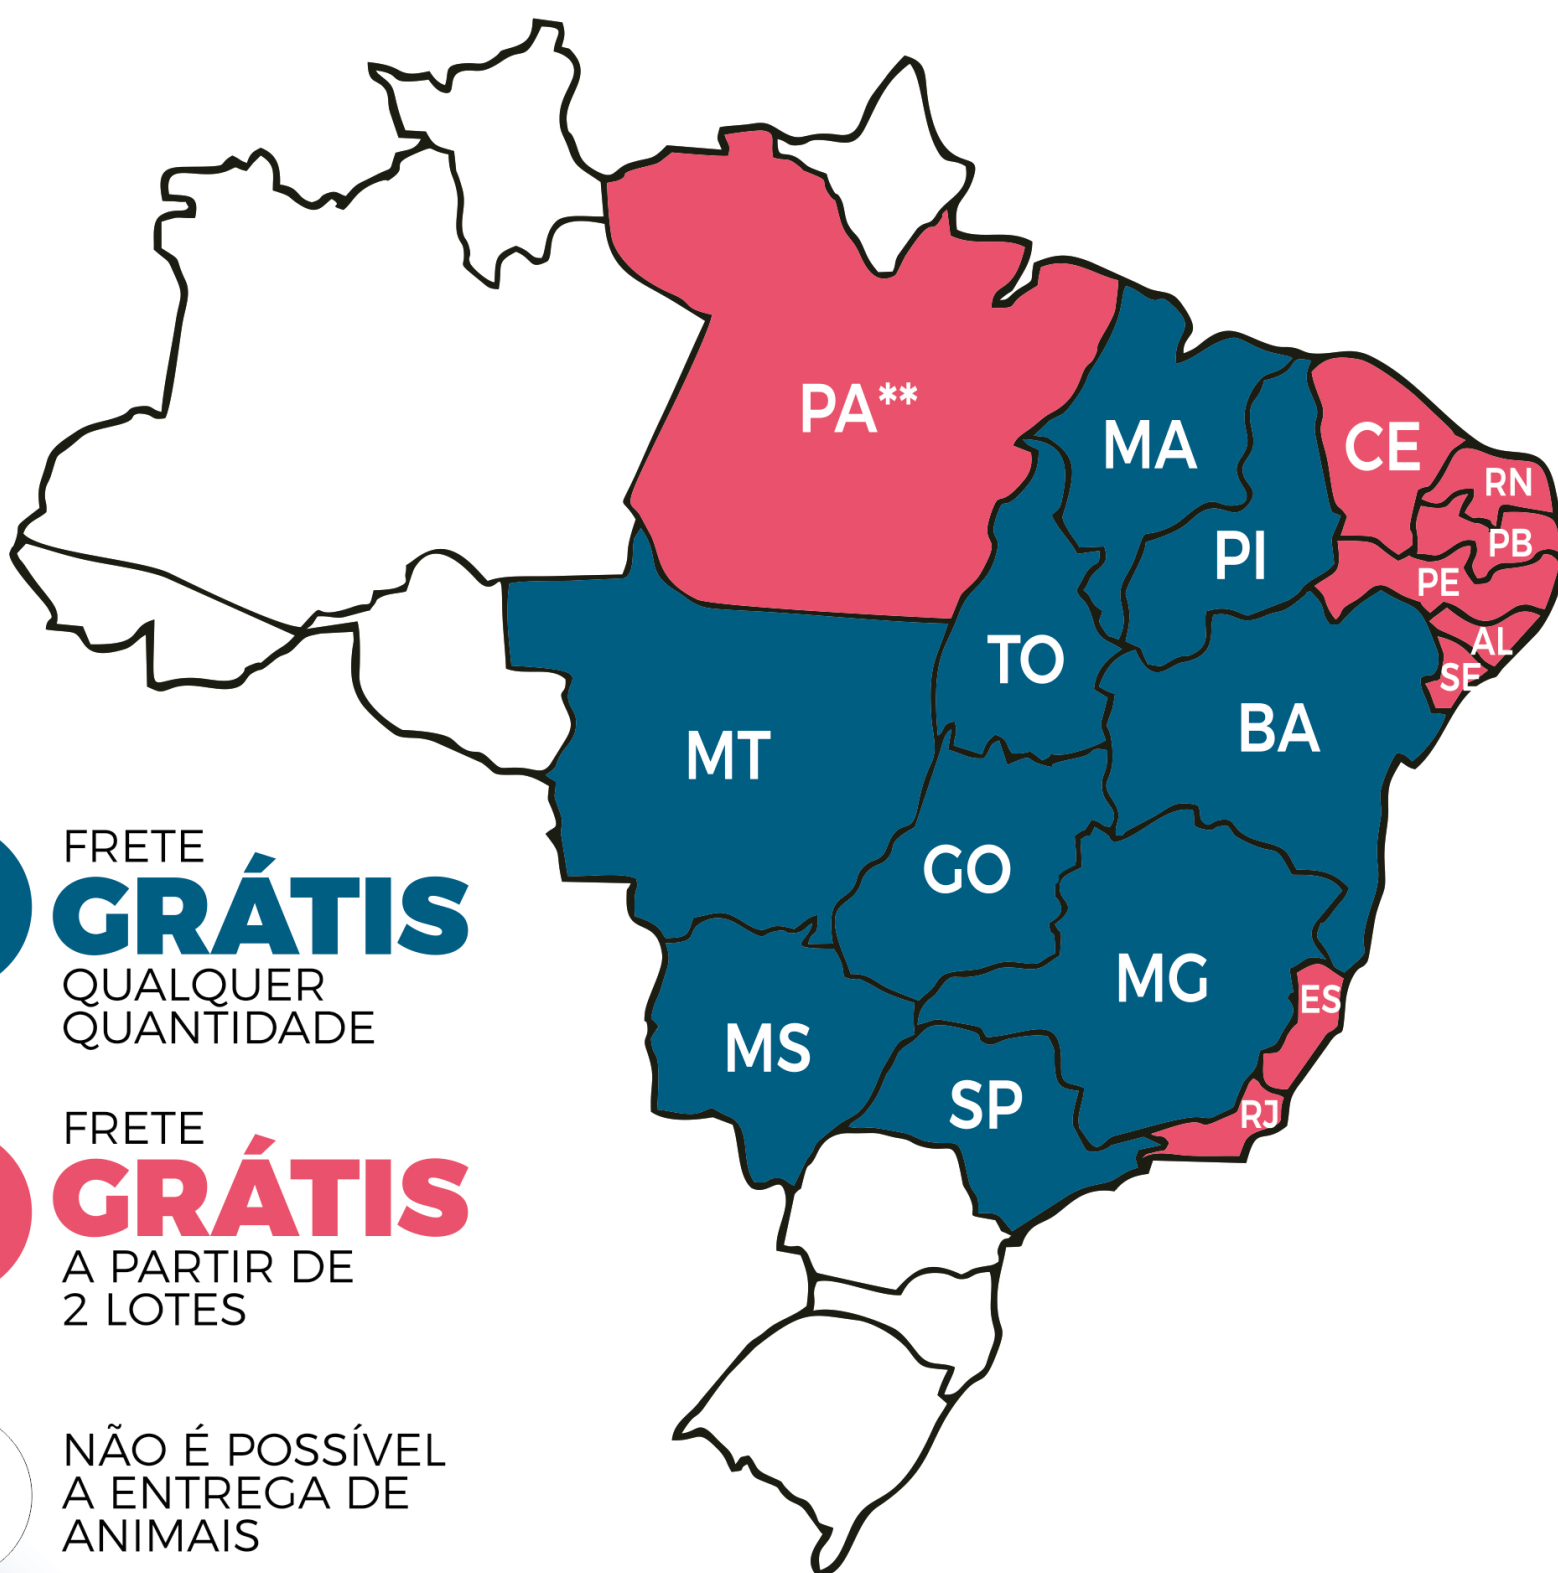 PA**
MA
CE
RN
PB
PI
PE
AL
SE
TO
BA
MT
GO
MG
ES
MS
SP
RJ
FRETE
GRÁTIS
QUALQUER
QUANTIDADE
FRETE
GRÁTIS
A PARTIR DE
2 LOTES
NÃO É POSSÍVEL
A ENTREGA DE
ANIMAIS